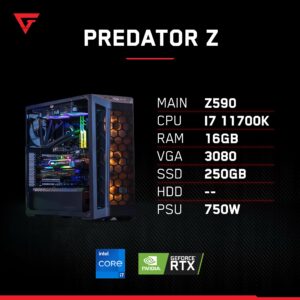 PREDATOR Z
MAIN Z590
CPU I7 11700K
RAM 16GB
VGA 3080
SSD 250GB
HDD --
PSU 750W
intel
CORE
i7
NVIDIA
GEFORCE
RTX